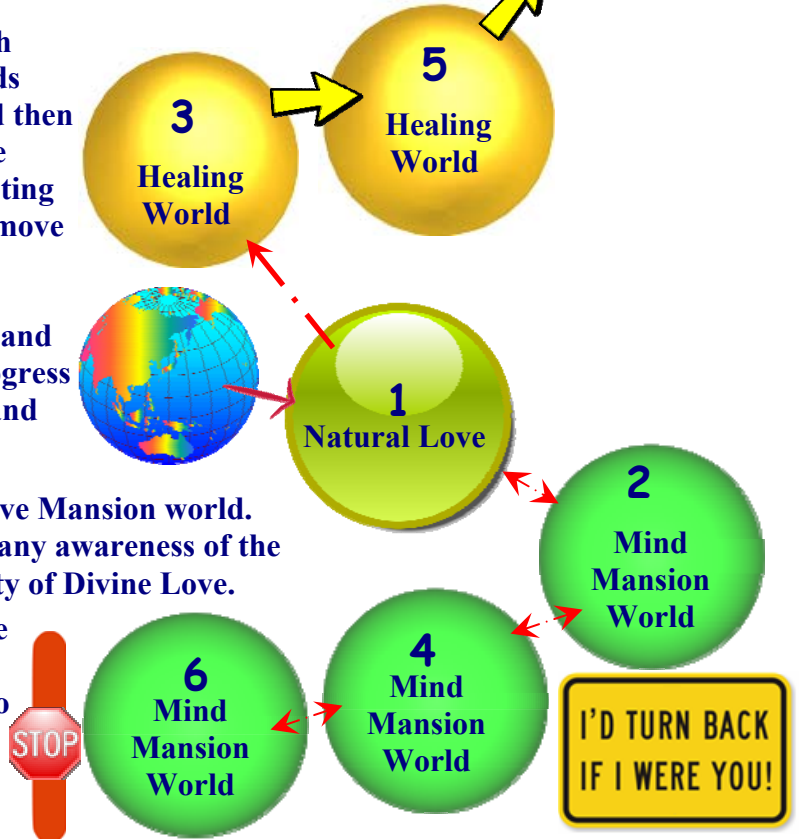 h
ds
then
e
ting
move
and
ogress
and
ve Mansion world.
any awareness of the
ty of Divine Love.
e
o
3
Healing
World
5
Healing
World
1
Natural Love
2
Mind
Mansion
World
4
Mind
Mansion
World
6
Mind
Mansion
World
STOP
I'D TURN BACK
IF I WERE YOU!